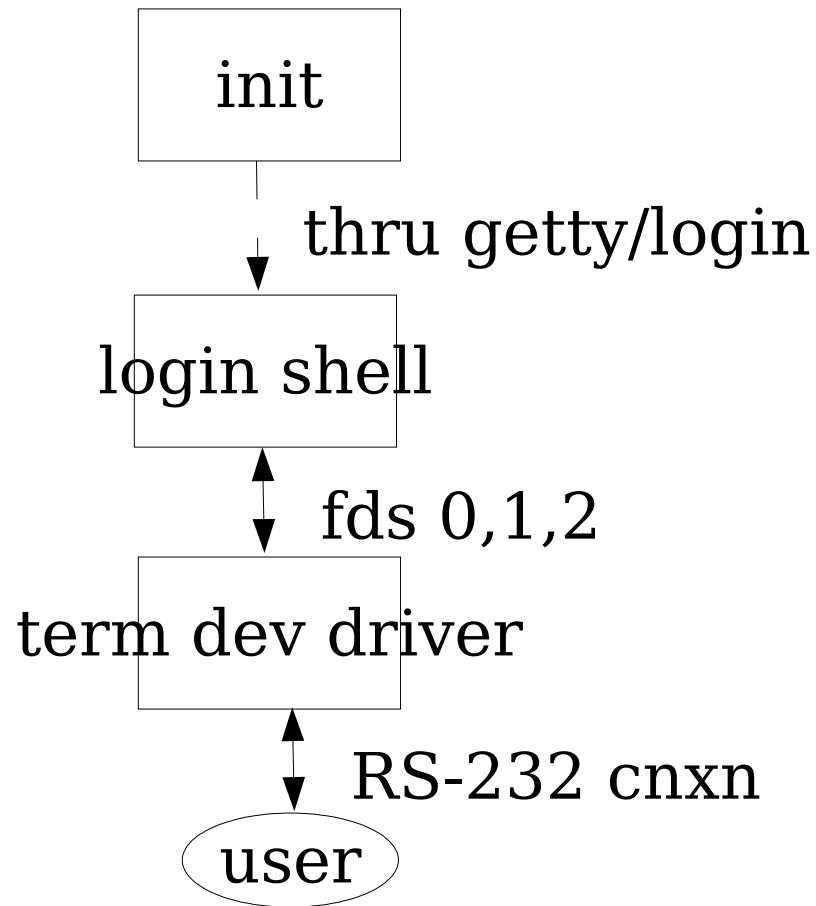 init
thru getty/login
login shell
fds 0,1,2
term dev driver
RS-232 cnxn
user